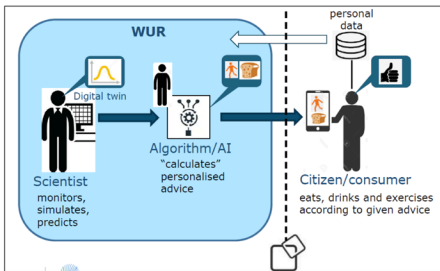 WUR
personal
data
Digital twin
Algorithm/AI
"calculates"
personalised
advice
Scientist
monitors,
simulates,
predicts
Citizen/consumer
eats, drinks and exercises
according to given advice